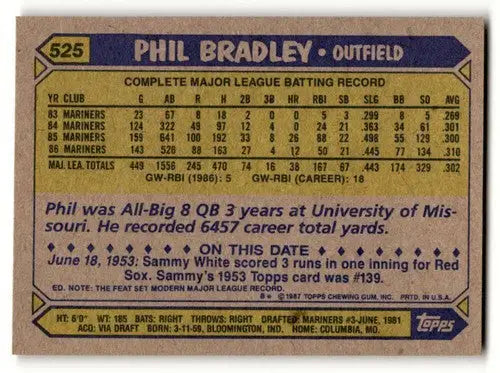 525 PHIL BRADLEY • OUTFIELD
COMPLETE MAJOR LEAGUE BATTING RECORD
YR CLUB G AB R H 2B 3B HR RBI SB SLG BB SO AVG
83 MARINERS 23 67 8 18 2 0 0 5 3 .299 8 5 .269
84 MARINERS 124 322 49 97 12 4 0 24 21 .363 34 61 .301
85 MARINERS 159 641 100 192 33 8 26 88 22 .498 55 129 .300
86 MARINERS 143 528 88 163 27 4 12 50 21 .445 77 134 .310
MAJ. LEA. TOTALS 449 1556 245 470 74 16 38 167 67 .443 174 329 .302
GW-RBI (1986): 5 GW-RBI (CAREER): 18
Phil was All-Big 8 QB 3 years at University of Mis-
souri. He recorded 6457 career total yards.
ON THIS DATE
June 18, 1953: Sammy White scored 3 runs in one inning for Red
Sox. Sammy's 1953 Topps card was #139.
ED. NOTE: THE FEAT SET MODERN MAJOR LEAGUE RECORD.
B* © 1987 TOPPS CHEWING GUM, INC. PRTD. IN U.S.A.
HT: 6'0" WT: 185 BATS: RIGHT THROWS: RIGHT DRAFTED: MARINERS #3-JUNE, 1981
ACQ: VIA DRAFT BORN: 3-11-59, BLOOMINGTON, IND. HOME: COLUMBIA, MO.
Topps